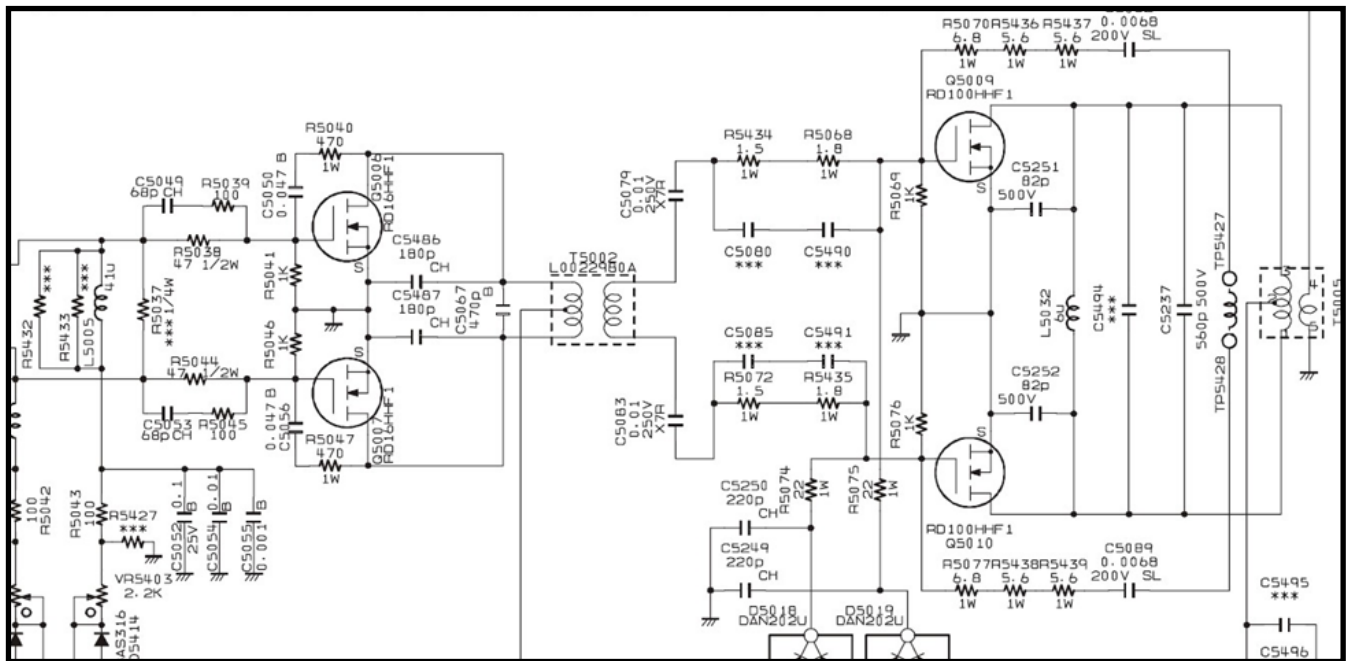 R5070 R5436 R5437
6.8 5.6 5.6 0.0068
1W 1W 1W 200V SL
Q5009
RD100HHF1
R5040
470
1W
C5050
0.047 B
Q5006
RD16HHF1
C5049
68p CH
R5039
100
R5038
47 1/2W
R5041
1K
S
C5486
180p
CH
C5487
180p
CH
C5067
470p
B
T5002
L0022980A
C5079
0.01
250V
X7R
R5434
1.5
1W
R5068
1.8
1W
C5080
***
C5490
***
R5069
1K
S
C5251
82p
500V
TP5427
R5432
***
R5433
***
L5005
41u
R5037
*** 1/4W
R5046
1K
R5044
47 1/2W
C5053
68p CH
R5045
100
0.047 B
C5056
R5047
470
1W
S
Q5007
RD16HHF1
C5085
***
C5491
***
R5072
1.5
1W
R5435
1.8
1W
C5083
0.01
250V
X7R
R5076
1K
L5032
6u
C5494
***
C5237
560p 500V
TP5428
3
2
1
4
5
T5005
C5252
82p
500V
S
RD100HHF1
Q5010
R5074
22
1W
R5075
22
1W
C5250
220p
CH
C5249
220p
CH
100
R5042
R5043
100
R5427
***
C5052
25V
0.1
B
C5054
0.01
B
C5055
0.001
B
VR5403
2.2K
R5077 R5438 R5439
6.8 5.6 5.6
1W 1W 1W
C5089
0.0068
200V SL
D5018
DAN202U
D5019
DAN202U
C5495
***
C5496
AS316
D5414